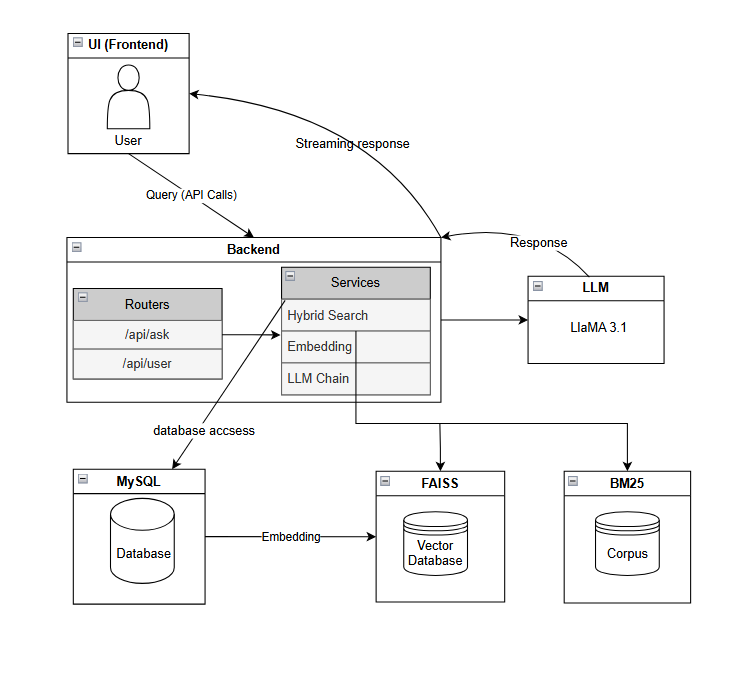 UI (Frontend)
User
Streaming response
Query (API Calls)
Backend
Response
Services
Routers
Hybrid Search
/api/ask
Embedding
/api/user
LLM Chain
LLM
LlaMA 3.1
database accsess
MySQL
Database
Embedding
FAISS
Vector
Database
BM25
Corpus